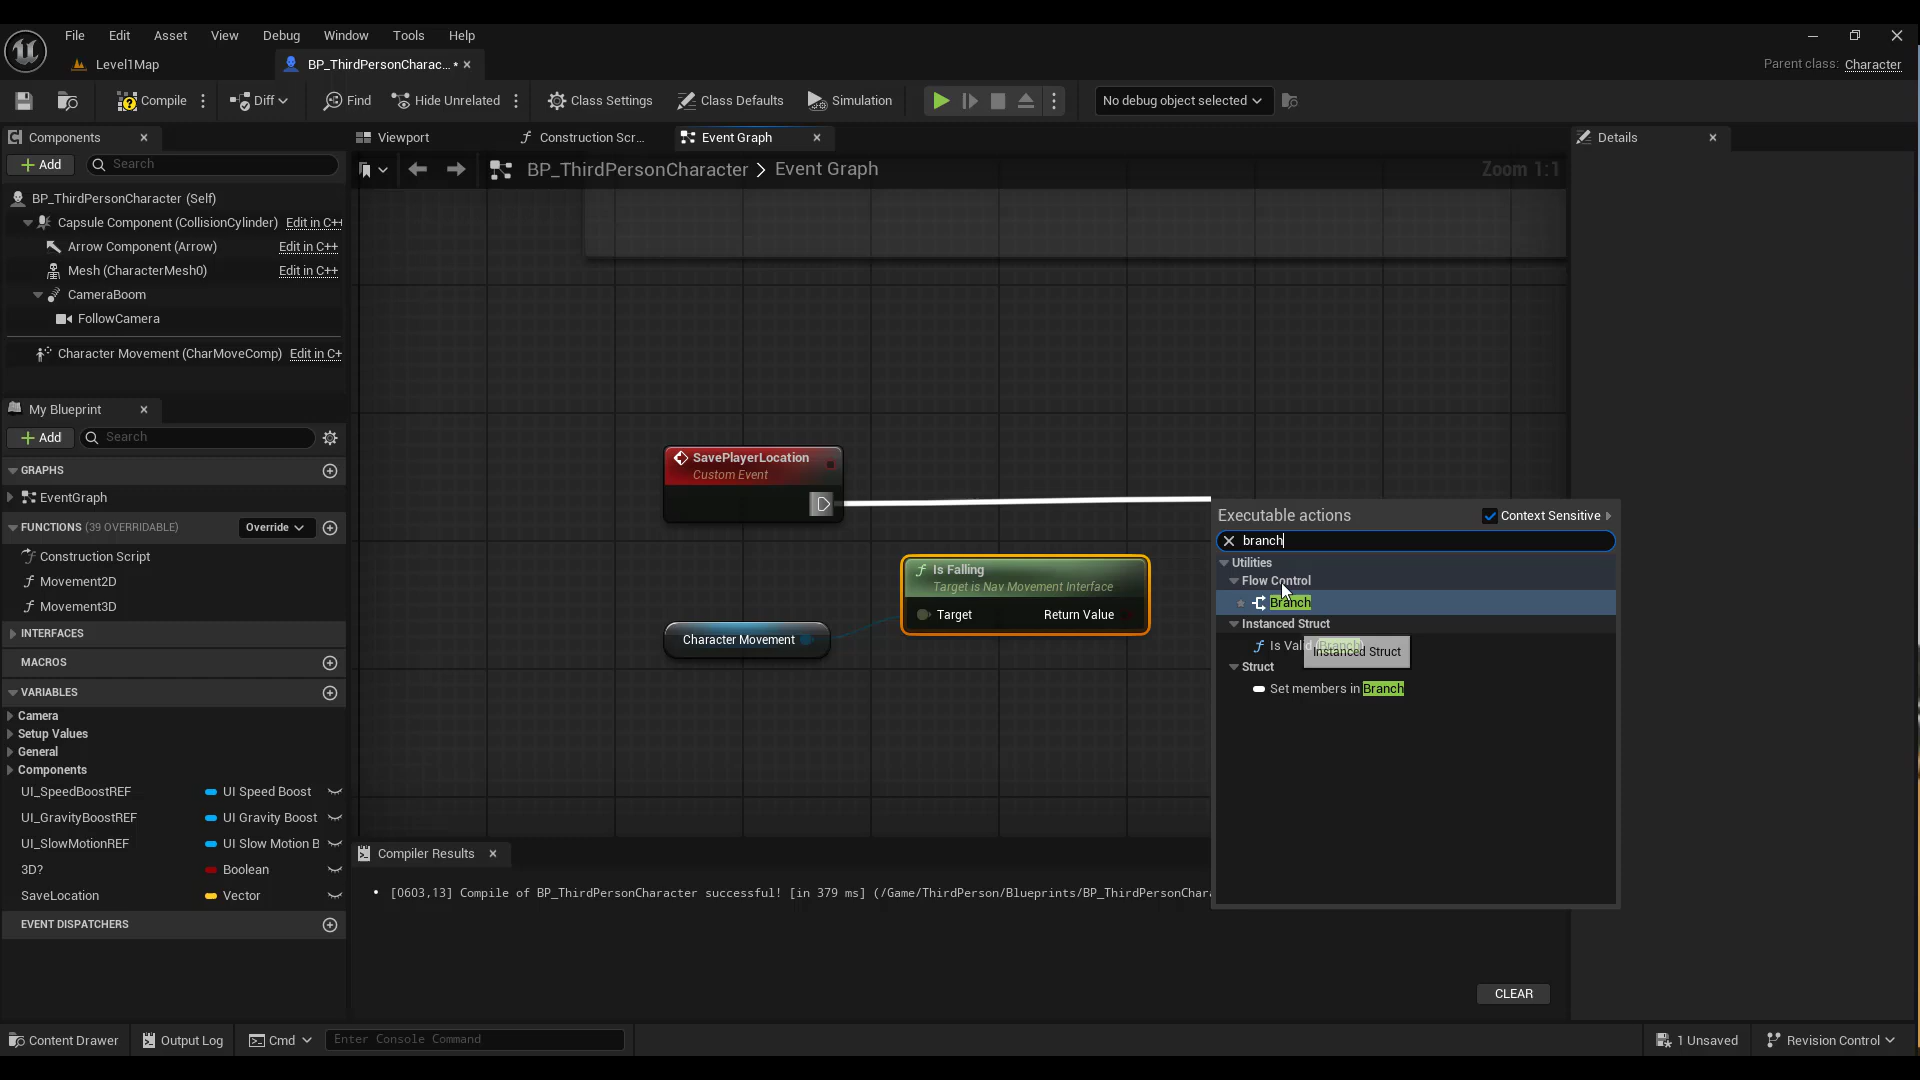 File Edit Asset View Debug Window Tools Help
Level1Map
BP_ThirdPersonCharac... •
Parent class: Character
Compile
Diff
Find
Hide Unrelated
Class Settings
Class Defaults
Simulation
No debug object selected
Components
Viewport
Construction Scr...
Event Graph
Details
Add
Search
BP_ThirdPersonCharacter > Event Graph
Zoom 1:1
BP_ThirdPersonCharacter (Self)
Capsule Component (CollisionCylinder) Edit in C++
Arrow Component (Arrow) Edit in C++
Mesh (CharacterMesh0) Edit in C++
CameraBoom
FollowCamera
Character Movement (CharMoveComp) Edit in C+
My Blueprint
Add
Search
GRAPHS
EventGraph
FUNCTIONS (39 OVERRIDABLE) Override
Construction Script
Movement2D
Movement3D
INTERFACES
MACROS
VARIABLES
Camera
Setup Values
General
Components
UI_SpeedBoostREF UI Speed Boost
UI_GravityBoostREF UI Gravity Boost
UI_SlowMotionREF UI Slow Motion B
3D? Boolean
SaveLocation Vector
EVENT DISPATCHERS
SavePlayerLocation
Custom Event
Is Falling
Target is Nav Movement Interface
Target Return Value
Character Movement
Executable actions
Context Sensitive
branch
Utilities
Flow Control
Branch
Instanced Struct
Is Valid (Branch)
Instanced Struct
Struct
Set members in Branch
Compiler Results
• [0603,13] Compile of BP_ThirdPersonCharacter successful! [in 379 ms] (/Game/ThirdPerson/Blueprints/BP_ThirdPersonChara
CLEAR
Content Drawer
Output Log
Cmd
Enter Console Command
1 Unsaved
Revision Control